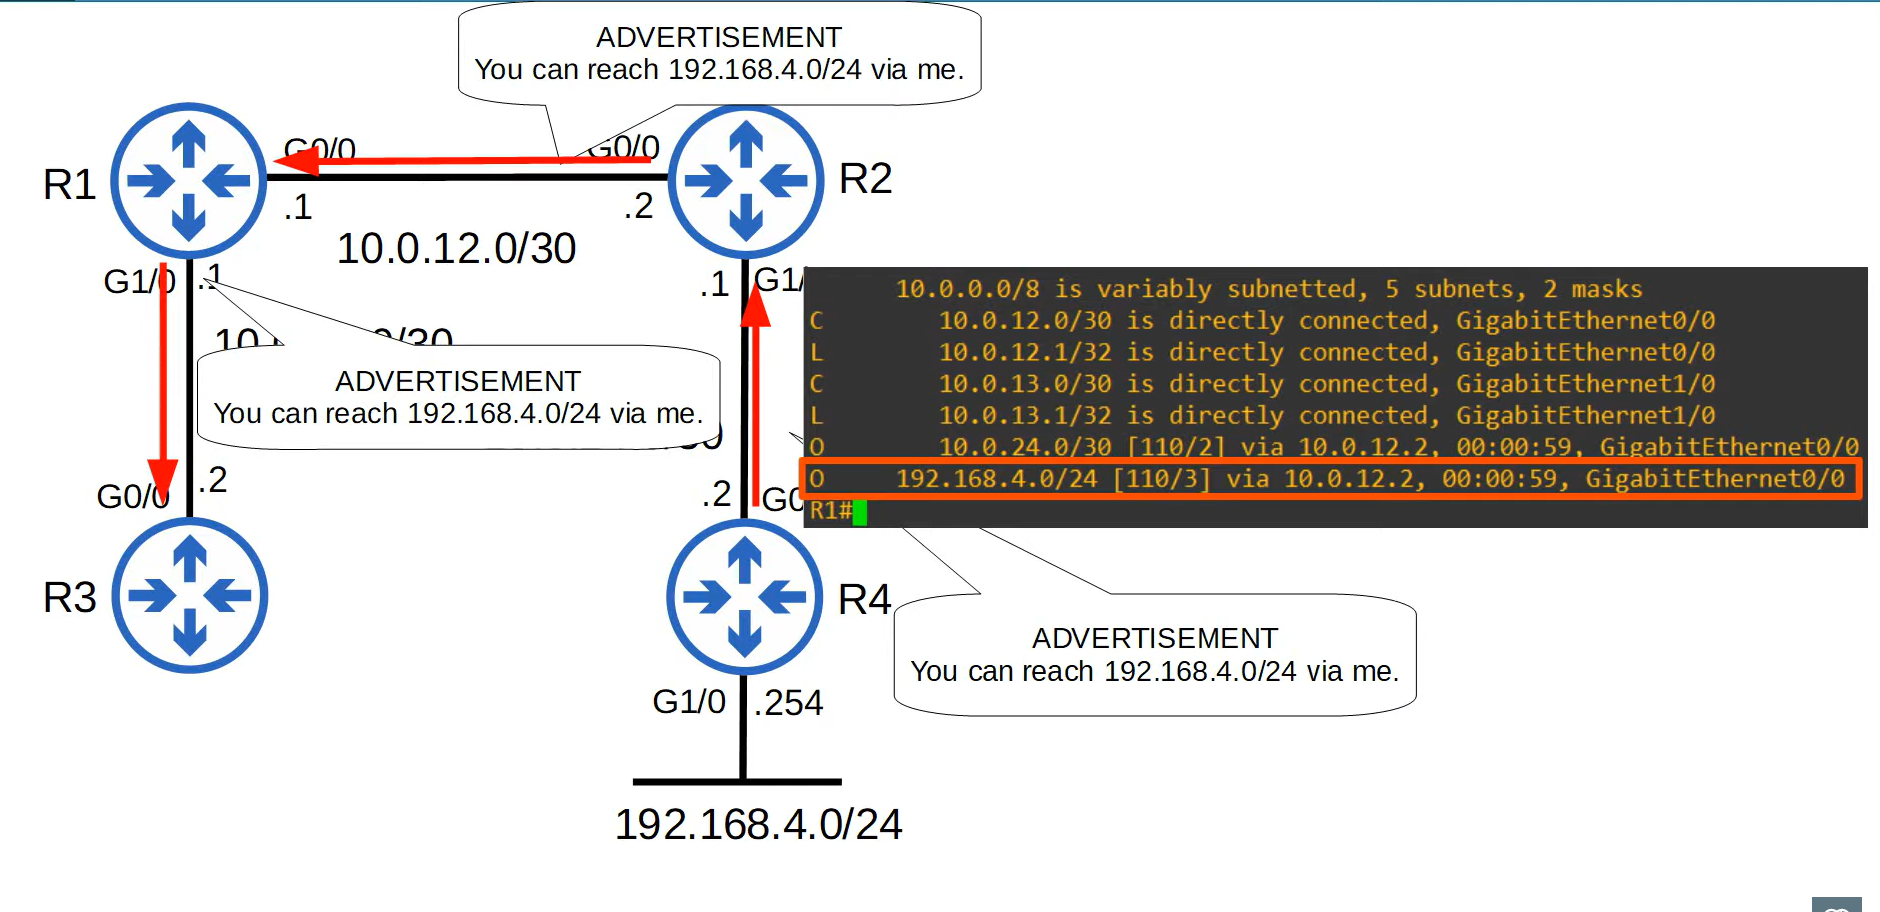 ADVERTISEMENT
You can reach 192.168.4.0/24 via me.
G0/0
G0/0
R1
R2
.1
.2
10.0.12.0/30
G1/0
.1
.1
G1/
10.
0/30
ADVERTISEMENT
You can reach 192.168.4.0/24 via me.
10.0.0.0/8 is variably subnetted, 5 subnets, 2 masks
C 10.0.12.0/30 is directly connected, GigabitEthernet0/0
L 10.0.12.1/32 is directly connected, GigabitEthernet0/0
C 10.0.13.0/30 is directly connected, GigabitEthernet1/0
L 10.0.13.1/32 is directly connected, GigabitEthernet1/0
O 10.0.24.0/30 [110/2] via 10.0.12.2, 00:00:59, GigabitEthernet0/0
O 192.168.4.0/24 [110/3] via 10.0.12.2, 00:00:59, GigabitEthernet0/0
R1#
G0/0
.2
.2
G0
R3
R4
ADVERTISEMENT
You can reach 192.168.4.0/24 via me.
G1/0
.254
192.168.4.0/24